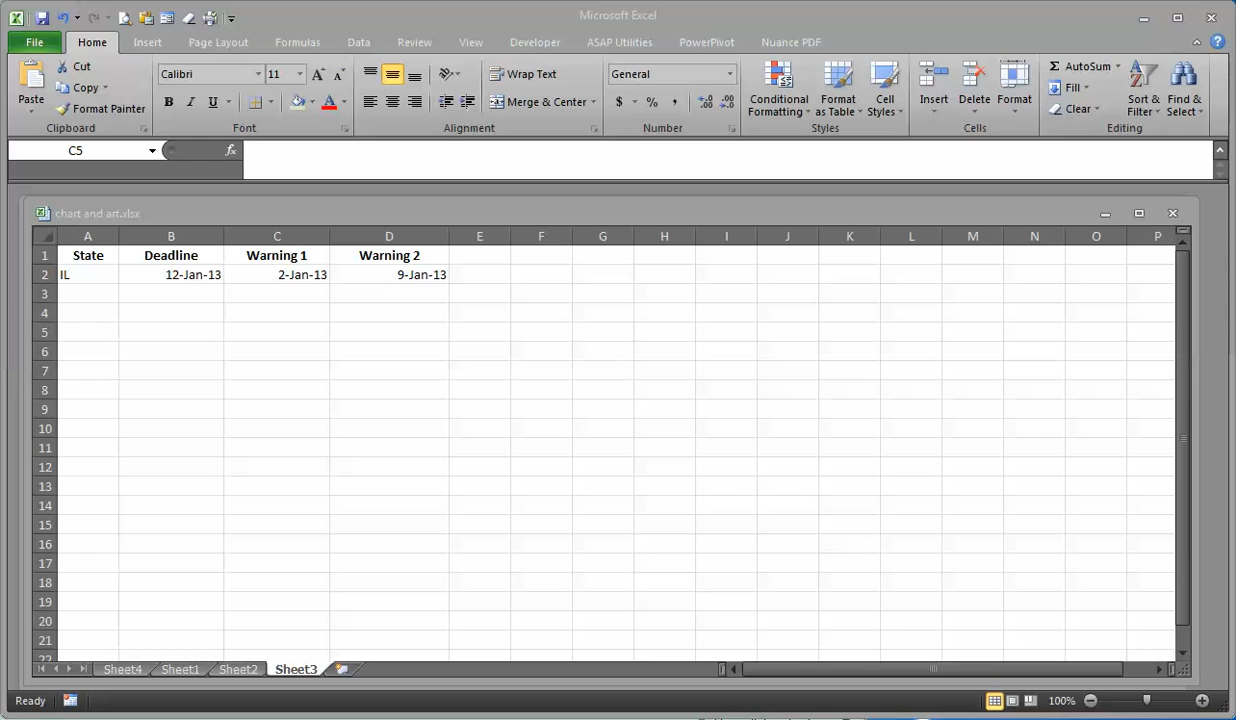 Microsoft Excel
File Home Insert Page Layout Formulas Data Review View Developer ASAP Utilities PowerPivot Nuance PDF
Paste
Cut
Copy
Format Painter
Clipboard
Calibri 11
B I U
Font
Wrap Text
Merge & Center
Alignment
General
$ % ,
Number
Conditional Formatting
Format as Table
Cell Styles
Styles
Insert Delete Format
Cells
AutoSum
Fill
Clear
Sort & Filter
Find & Select
Editing
C5 fx
chart and art.xlsx
A B C D E F G H I J K L M N O P
1 State Deadline Warning 1 Warning 2
2 IL 12-Jan-13 2-Jan-13 9-Jan-13
3
4
5
6
7
8
9
10
11
12
13
14
15
16
17
18
19
20
21
22
Sheet4 Sheet1 Sheet2 Sheet3
Ready 100%